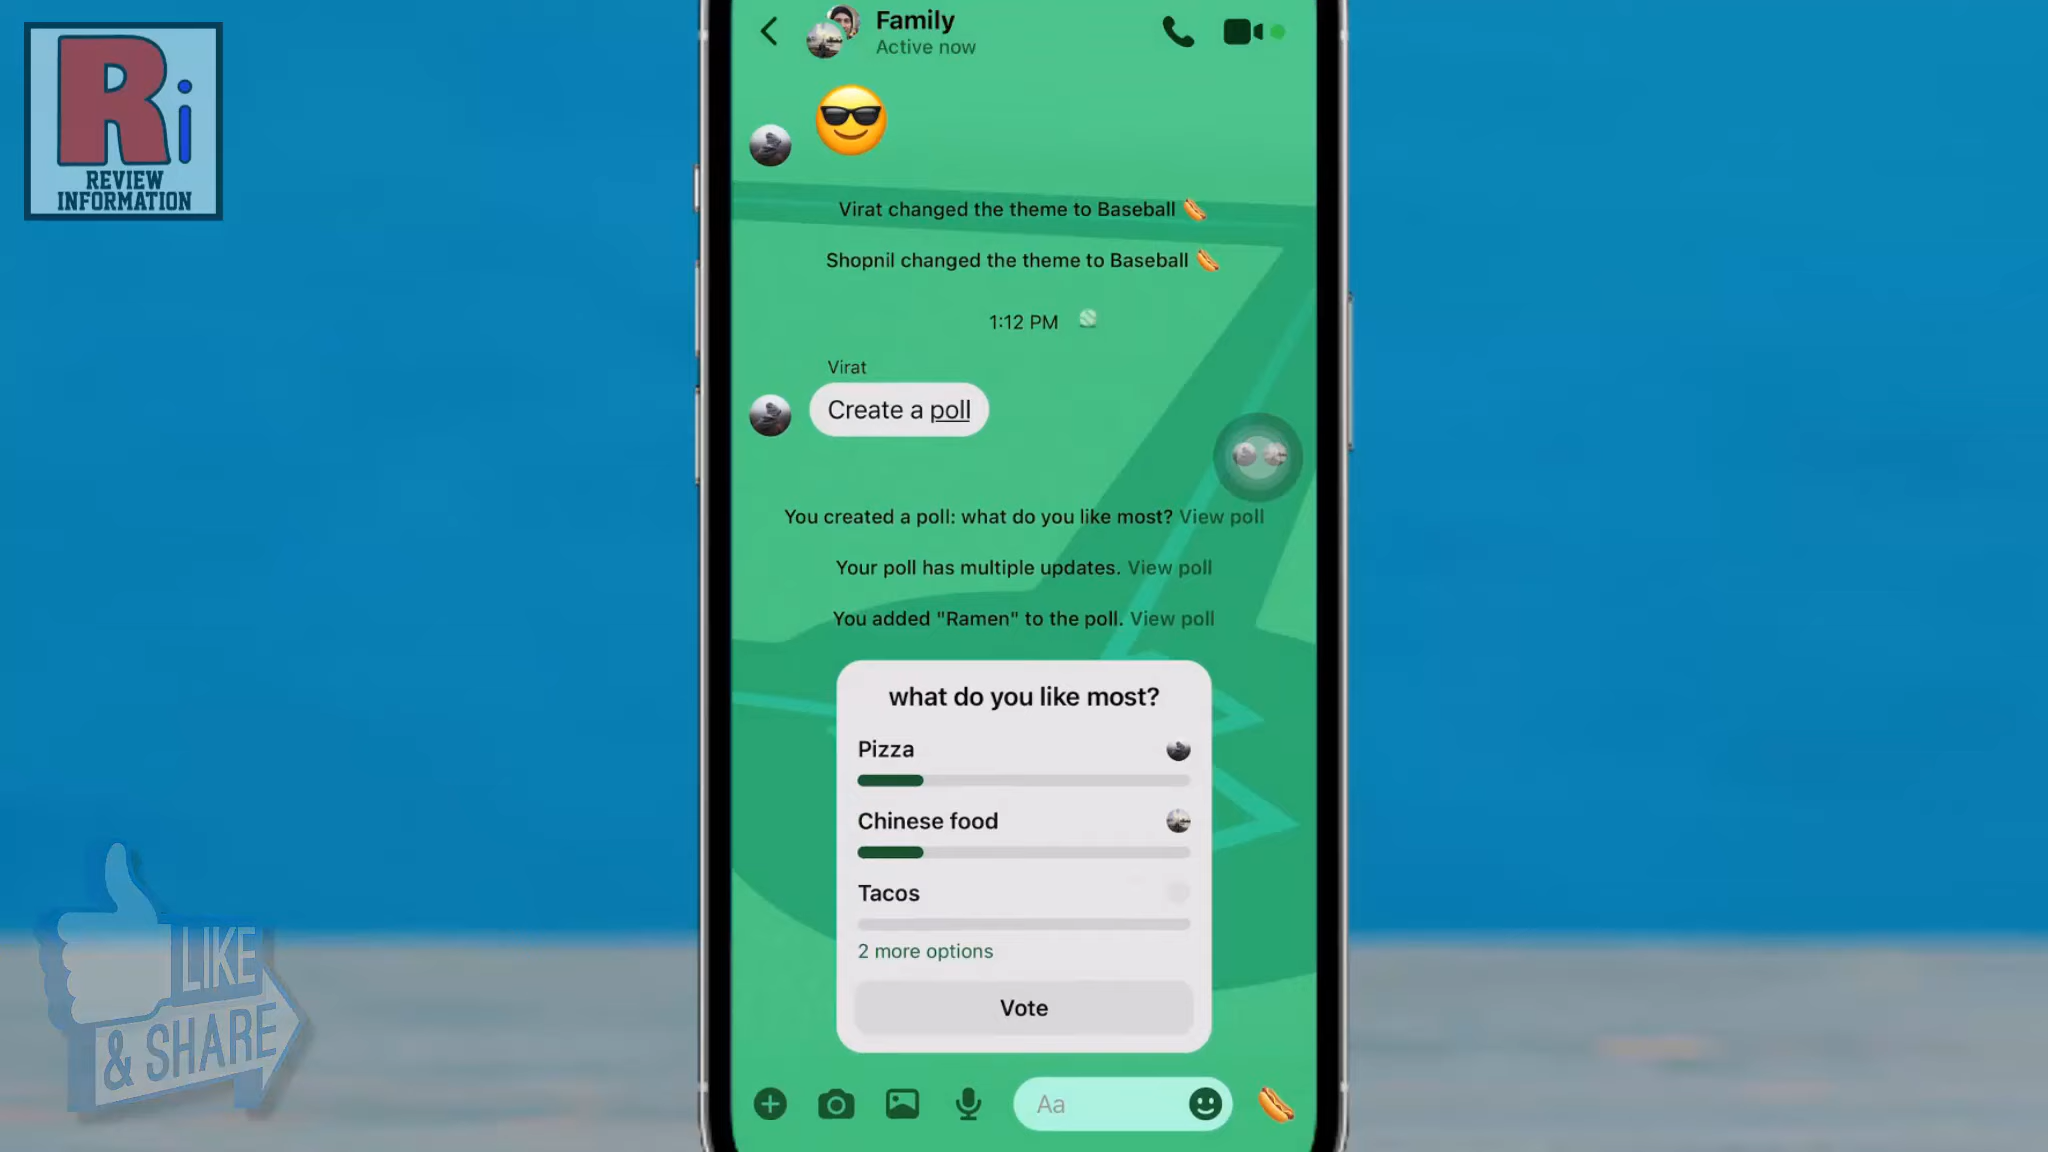 Ri
REVIEW
INFORMATION
Family
Active now
Virat changed the theme to Baseball 🌭
Shopnil changed the theme to Baseball 🌭
1:12 PM
Virat
Create a poll
You created a poll: what do you like most? View poll
Your poll has multiple updates. View poll
You added "Ramen" to the poll. View poll
what do you like most?
Pizza
Chinese food
Tacos
2 more options
Vote
Aa
LIKE
& SHARE